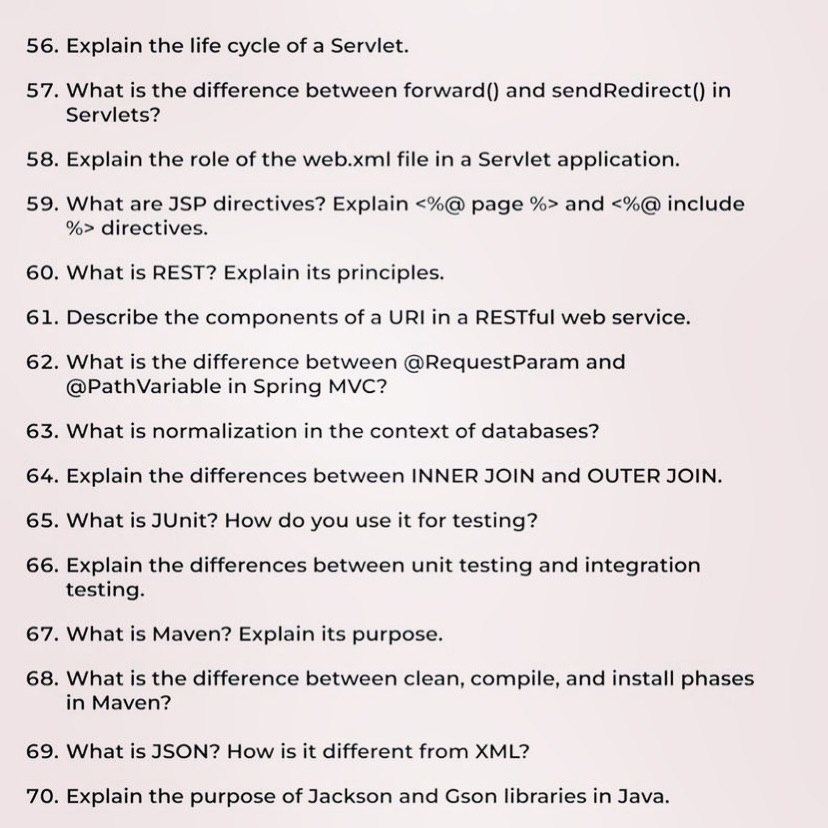 56. Explain the life cycle of a Servlet.
57. What is the difference between forward() and sendRedirect() in
Servlets?
58. Explain the role of the web.xml file in a Servlet application.
59. What are JSP directives? Explain <%@ page %> and <%@ include
%> directives.
60. What is REST? Explain its principles.
61. Describe the components of a URI in a RESTful web service.
62. What is the difference between @RequestParam and
@PathVariable in Spring MVC?
63. What is normalization in the context of databases?
64. Explain the differences between INNER JOIN and OUTER JOIN.
65. What is JUnit? How do you use it for testing?
66. Explain the differences between unit testing and integration
testing.
67. What is Maven? Explain its purpose.
68. What is the difference between clean, compile, and install phases
in Maven?
69. What is JSON? How is it different from XML?
70. Explain the purpose of Jackson and Gson libraries in Java.